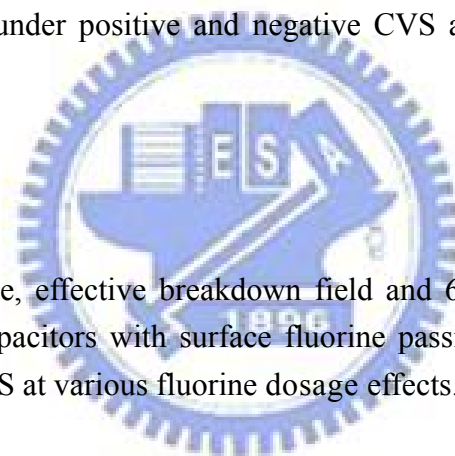 under positive and negative CVS a
E S A
e, effective breakdown field and 6
pacitors with surface fluorine pass
1896
S at various fluorine dosage effects.